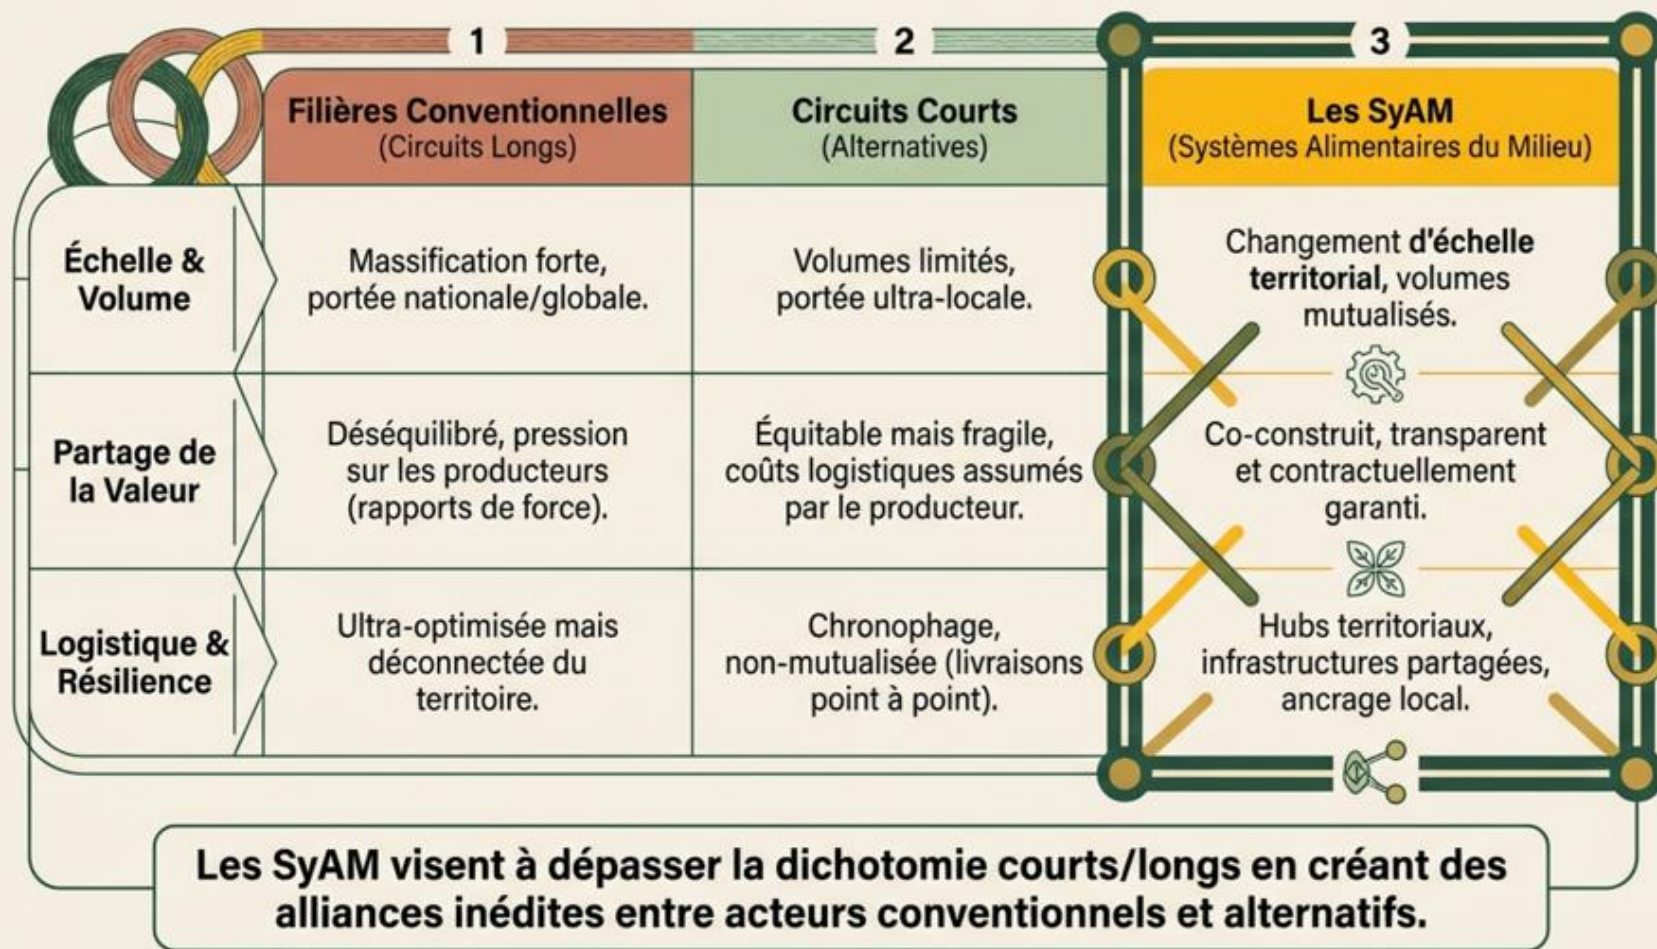 1
2
3
Filières Conventionnelles
(Circuits Longs)
Circuits Courts
(Alternatives)
Les SyAM
(Systèmes Alimentaires du Milieu)
Échelle &
Volume
Massification forte,
portée nationale/globale.
Volumes limités,
portée ultra-locale.
Changement d'échelle
territorial, volumes
mutualisés.
Partage de
la Valeur
Déséquilibré, pression
sur les producteurs
(rapports de force).
Équitable mais fragile,
coûts logistiques assumés
par le producteur.
Co-construit, transparent
et contractuellement
garanti.
Logistique &
Résilience
Ultra-optimisée mais
déconnectée du
territoire.
Chronophage,
non-mutualisée (livraisons
point à point).
Hubs territoriaux,
infrastructures partagées,
ancrage local.
Les SyAM visent à dépasser la dichotomie courts/longs en créant des
alliances inédites entre acteurs conventionnels et alternatifs.